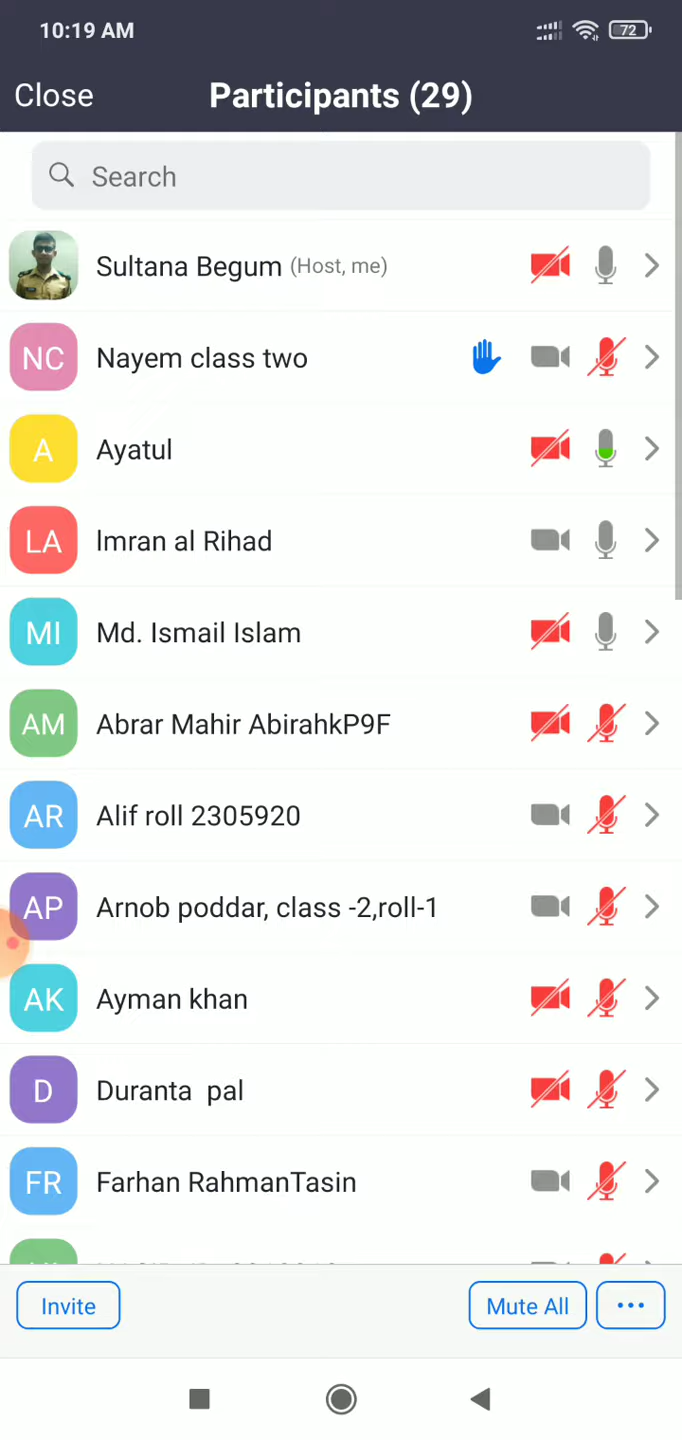 10:19 AM
72
Close
Participants (29)
Search
Sultana Begum (Host, me)
NC
Nayem class two
A
Ayatul
LA
Imran al Rihad
MI
Md. Ismail Islam
AM
Abrar Mahir AbirahkP9F
AR
Alif roll 2305920
AP
Arnob poddar, class -2,roll-1
AK
Ayman khan
D
Duranta pal
FR
Farhan RahmanTasin
Invite
Mute All
...